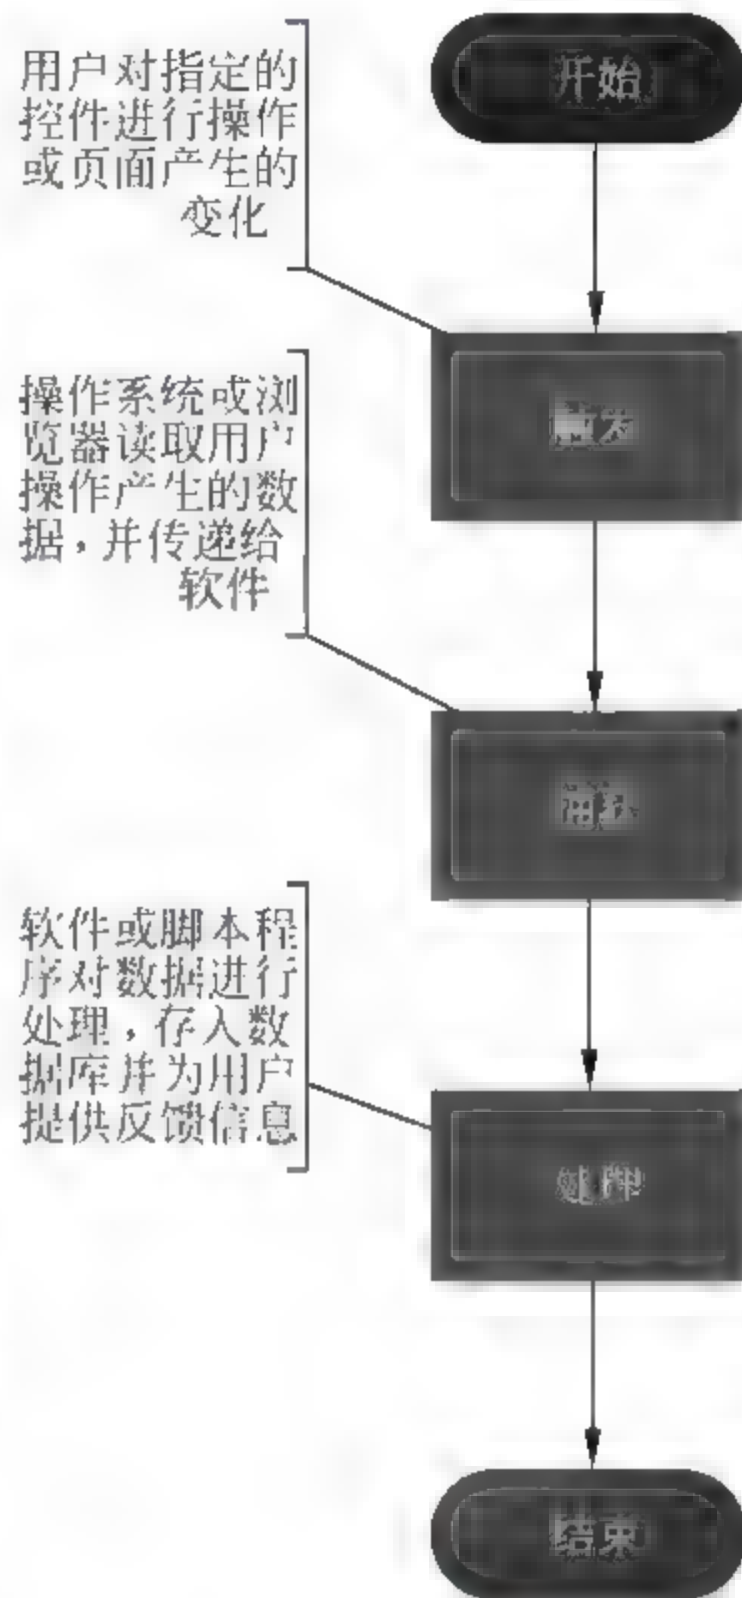 开始
用户对指定的
控件进行操作
或页面产生的
变化
触发
操作系统或浏
览器读取用户
操作产生的数
据，并传递给
软件
软件或脚本程
序对数据进行
处理，存入数
据库并为用户
提供反馈信息
处理
结束